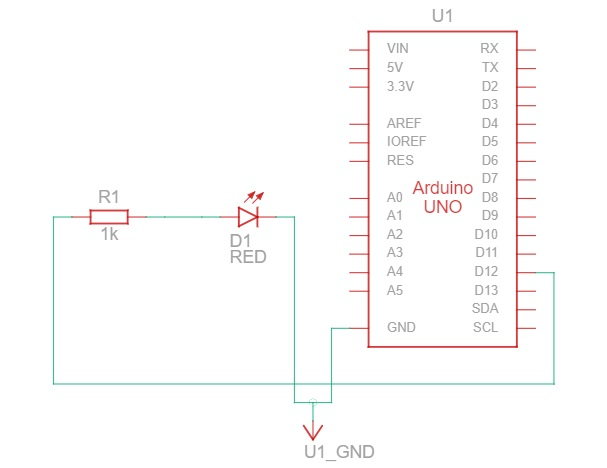 U1
VIN RX
5V TX
3.3V D2
D3
AREF D4
IOREF D5
RES D6
D7
Arduino
UNO
A0 D8
A1 D9
A2 D10
A3 D11
A4 D12
A5 D13
SDA
GND SCL
R1
1k
D1
RED
U1_GND